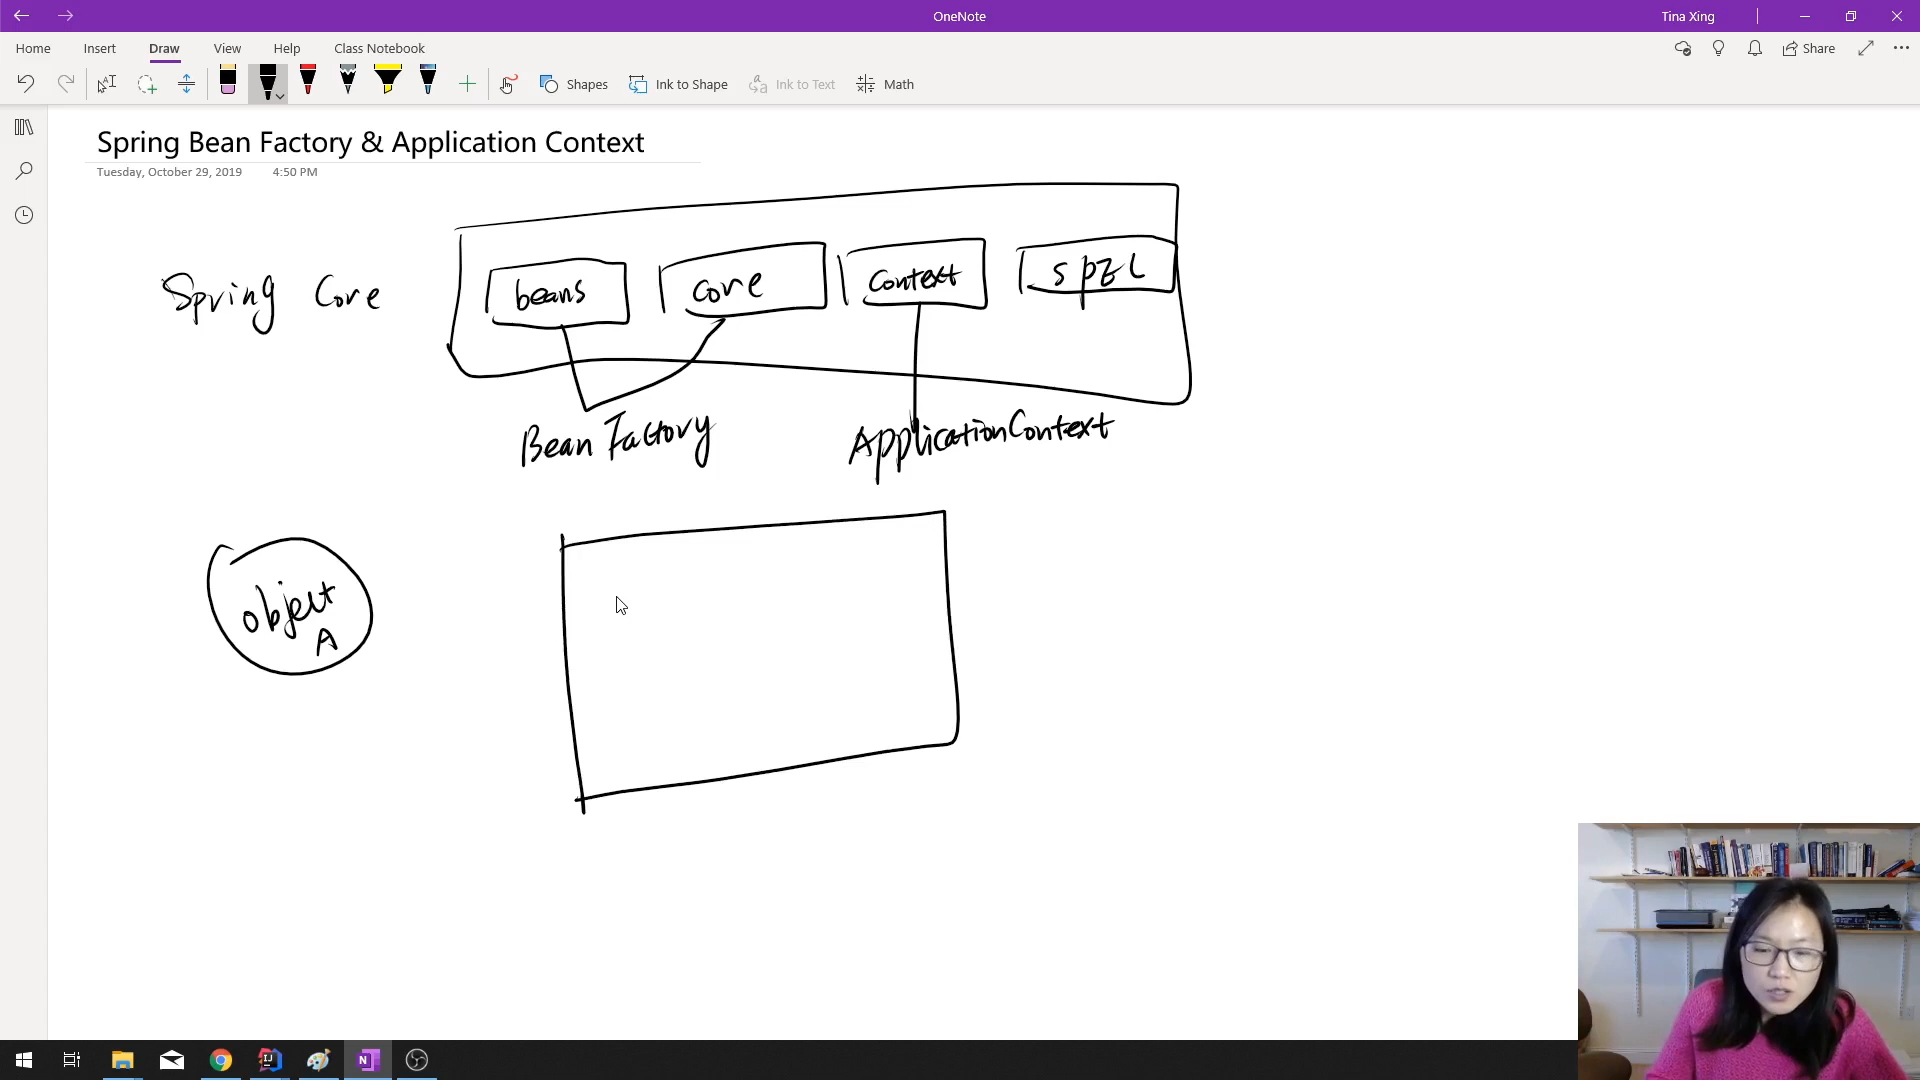 OneNote
Tina Xing
Home Insert Draw View Help Class Notebook
Share
Shapes Ink to Shape Ink to Text Math
Spring Bean Factory & Application Context
Tuesday, October 29, 2019 4:50 PM
Spring Core
beans core context SPEL
Bean Factory ApplicationContext
object
A